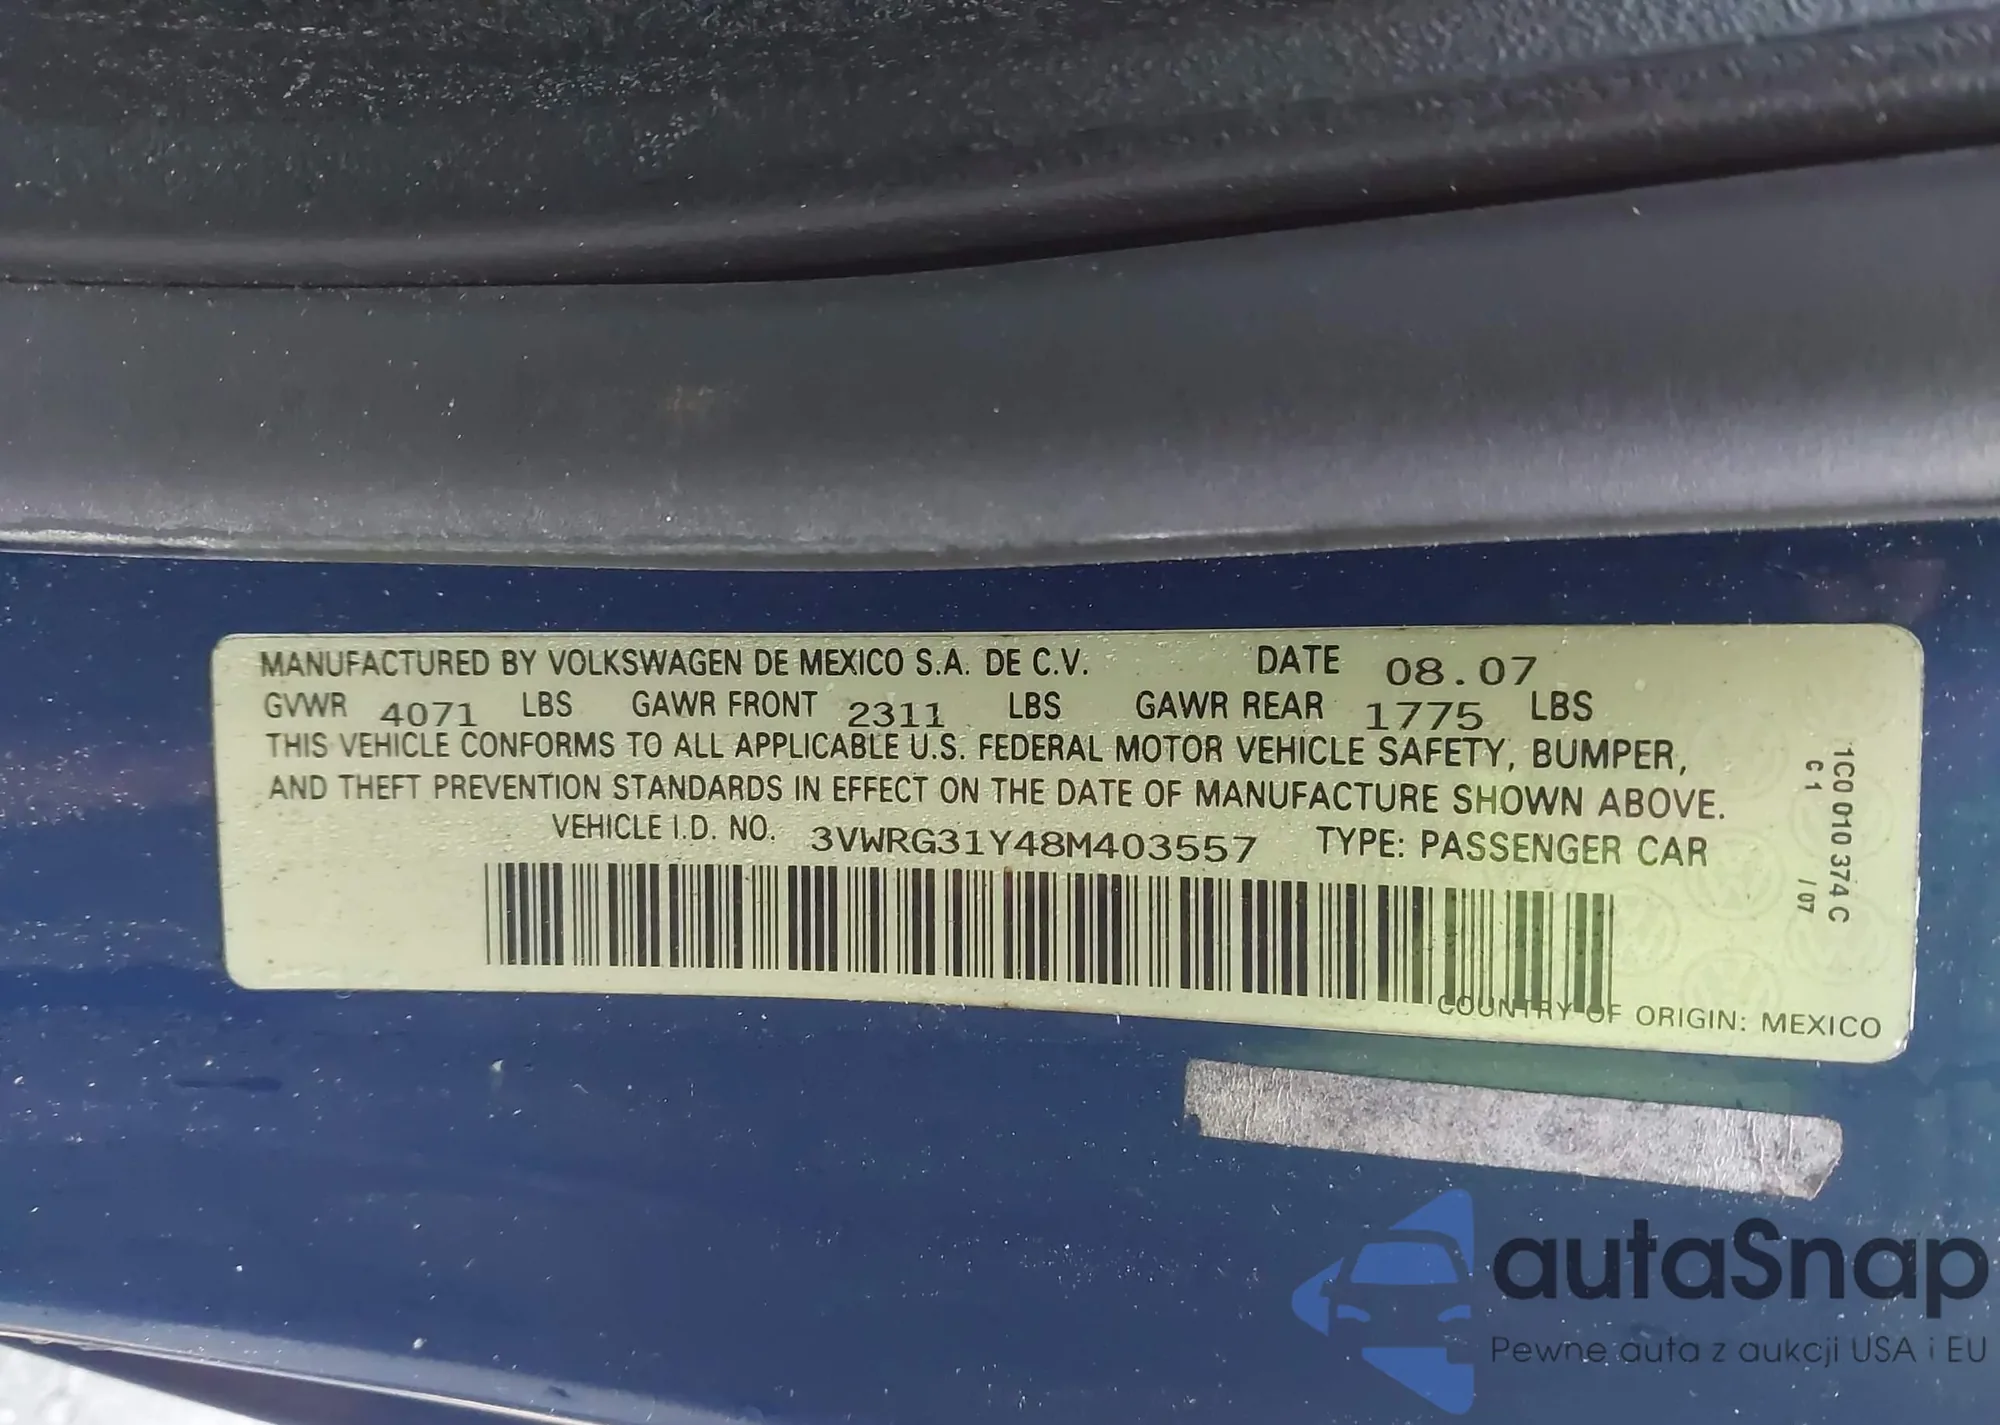 MANUFACTURED BY VOLKSWAGEN DE MEXICO S.A. DE C.V. DATE 08.07
GVWR 4071 LBS GAWR FRONT 2311 LBS GAWR REAR 1775 LBS
THIS VEHICLE CONFORMS TO ALL APPLICABLE U.S. FEDERAL MOTOR VEHICLE SAFETY, BUMPER,
AND THEFT PREVENTION STANDARDS IN EFFECT ON THE DATE OF MANUFACTURE SHOWN ABOVE.
VEHICLE I.D. NO. 3VWRG31Y48M403557 TYPE: PASSENGER CAR
COUNTRY OF ORIGIN: MEXICO
1C0 010 374 C
C 1 / 07
autaSnap
Pewne auta z aukcji USA i EU